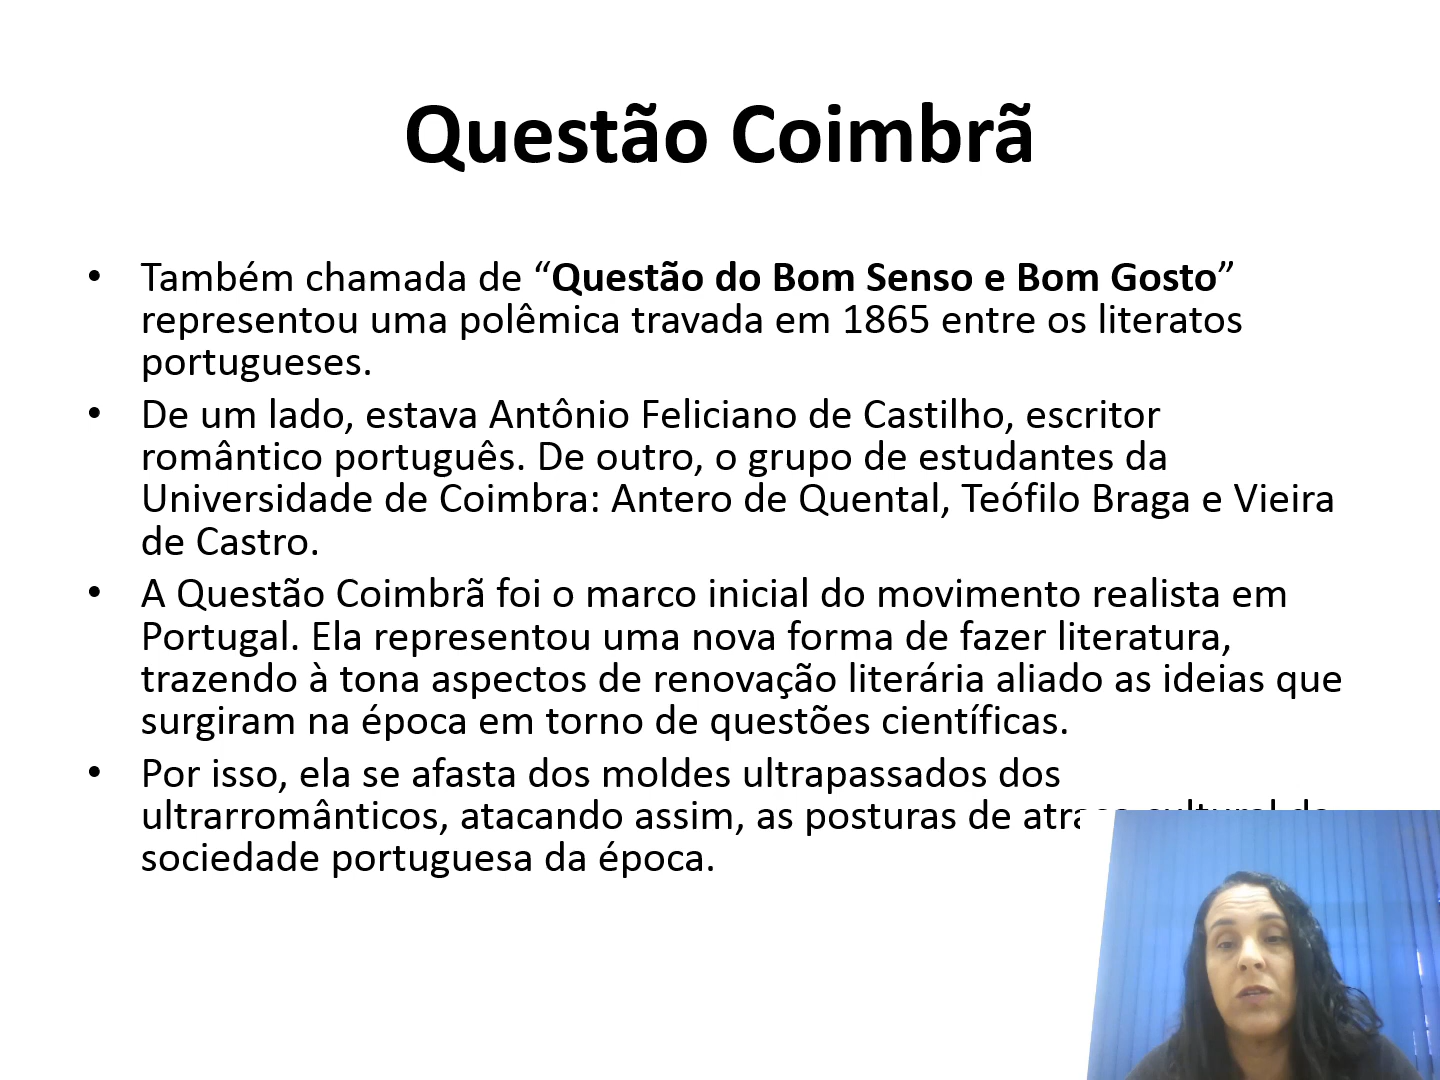 Questão Coimbrã
• Também chamada de “Questão do Bom Senso e Bom Gosto”
representou uma polêmica travada em 1865 entre os literatos
portugueses.
• De um lado, estava Antônio Feliciano de Castilho, escritor
romântico português. De outro, o grupo de estudantes da
Universidade de Coimbra: Antero de Quental, Teófilo Braga e Vieira
de Castro.
• A Questão Coimbrã foi o marco inicial do movimento realista em
Portugal. Ela representou uma nova forma de fazer literatura,
trazendo à tona aspectos de renovação literária aliado as ideias que
surgiram na época em torno de questões científicas.
• Por isso, ela se afasta dos moldes ultrapassados dos
ultrarromânticos, atacando assim, as posturas de atraso cultural da
sociedade portuguesa da época.